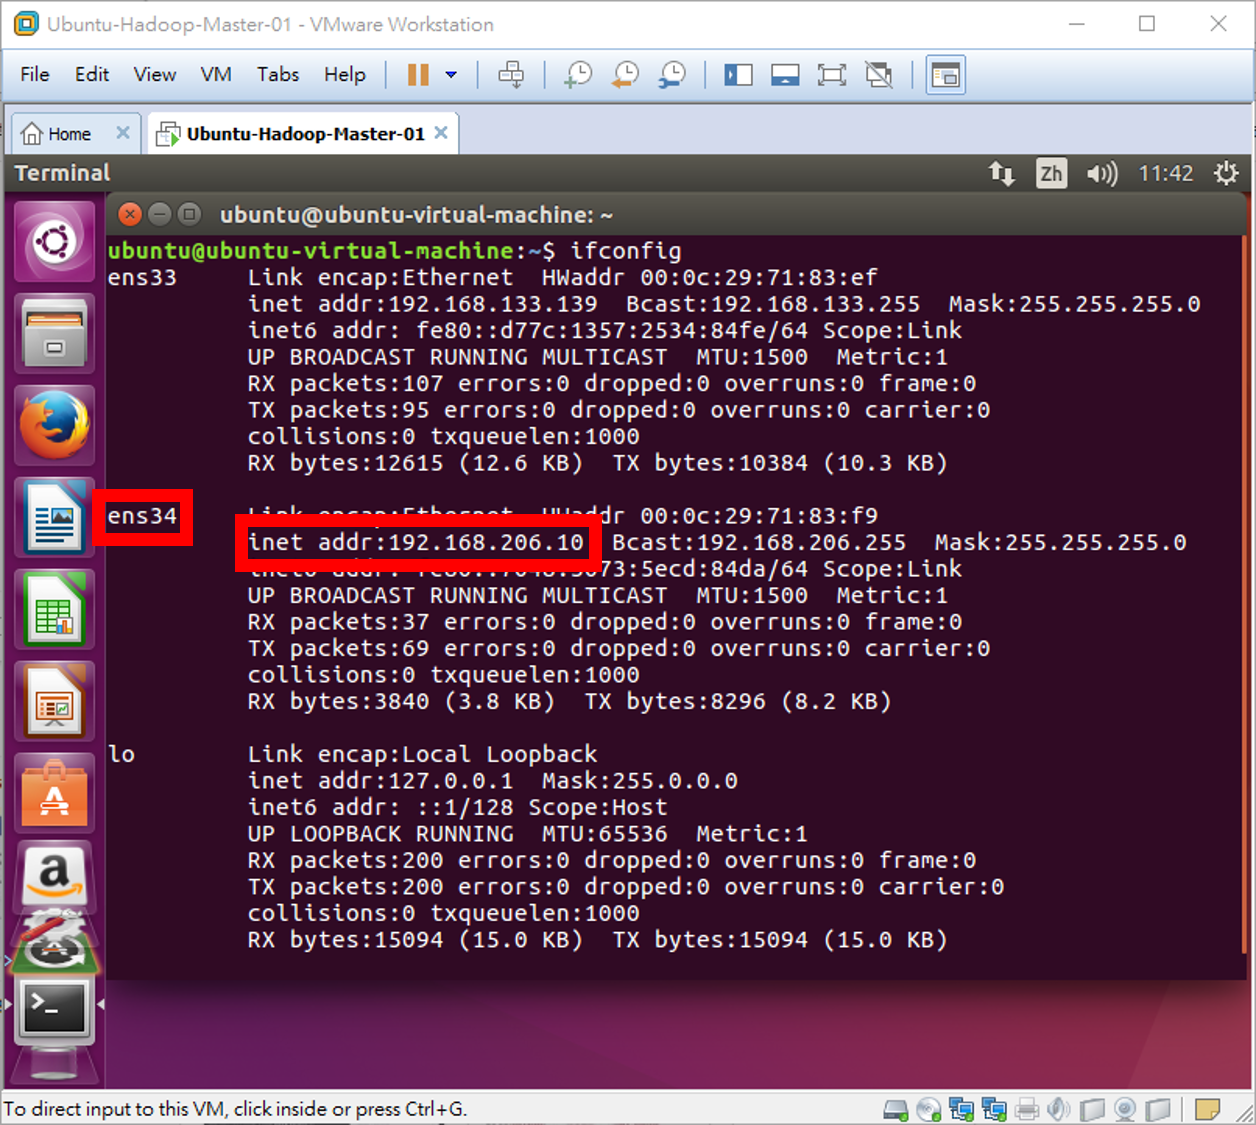 Ubuntu-Hadoop-Master-01 - VMware Workstation
File Edit View VM Tabs Help
Home Ubuntu-Hadoop-Master-01
Terminal Zh 11:42
ubuntu@ubuntu-virtual-machine: ~
ubuntu@ubuntu-virtual-machine:~$ ifconfig
ens33 Link encap:Ethernet HWaddr 00:0c:29:71:83:ef
inet addr:192.168.133.139 Bcast:192.168.133.255 Mask:255.255.255.0
inet6 addr: fe80::d77c:1357:2534:84fe/64 Scope:Link
UP BROADCAST RUNNING MULTICAST MTU:1500 Metric:1
RX packets:107 errors:0 dropped:0 overruns:0 frame:0
TX packets:95 errors:0 dropped:0 overruns:0 carrier:0
collisions:0 txqueuelen:1000
RX bytes:12615 (12.6 KB) TX bytes:10384 (10.3 KB)
ens34 Link encap:Ethernet HWaddr 00:0c:29:71:83:f9
inet addr:192.168.206.10 Bcast:192.168.206.255 Mask:255.255.255.0
inet6 addr: Scope:Link
UP BROADCAST RUNNING MULTICAST MTU:1500 Metric:1
RX packets:37 errors:0 dropped:0 overruns:0 frame:0
TX packets:69 errors:0 dropped:0 overruns:0 carrier:0
collisions:0 txqueuelen:1000
RX bytes:3840 (3.8 KB) TX bytes:8296 (8.2 KB)
lo Link encap:Local Loopback
inet addr:127.0.0.1 Mask:255.0.0.0
inet6 addr: ::1/128 Scope:Host
UP LOOPBACK RUNNING MTU:65536 Metric:1
RX packets:200 errors:0 dropped:0 overruns:0 frame:0
TX packets:200 errors:0 dropped:0 overruns:0 carrier:0
collisions:0 txqueuelen:1000
RX bytes:15094 (15.0 KB) TX bytes:15094 (15.0 KB)
To direct input to this VM, click inside or press Ctrl+G.